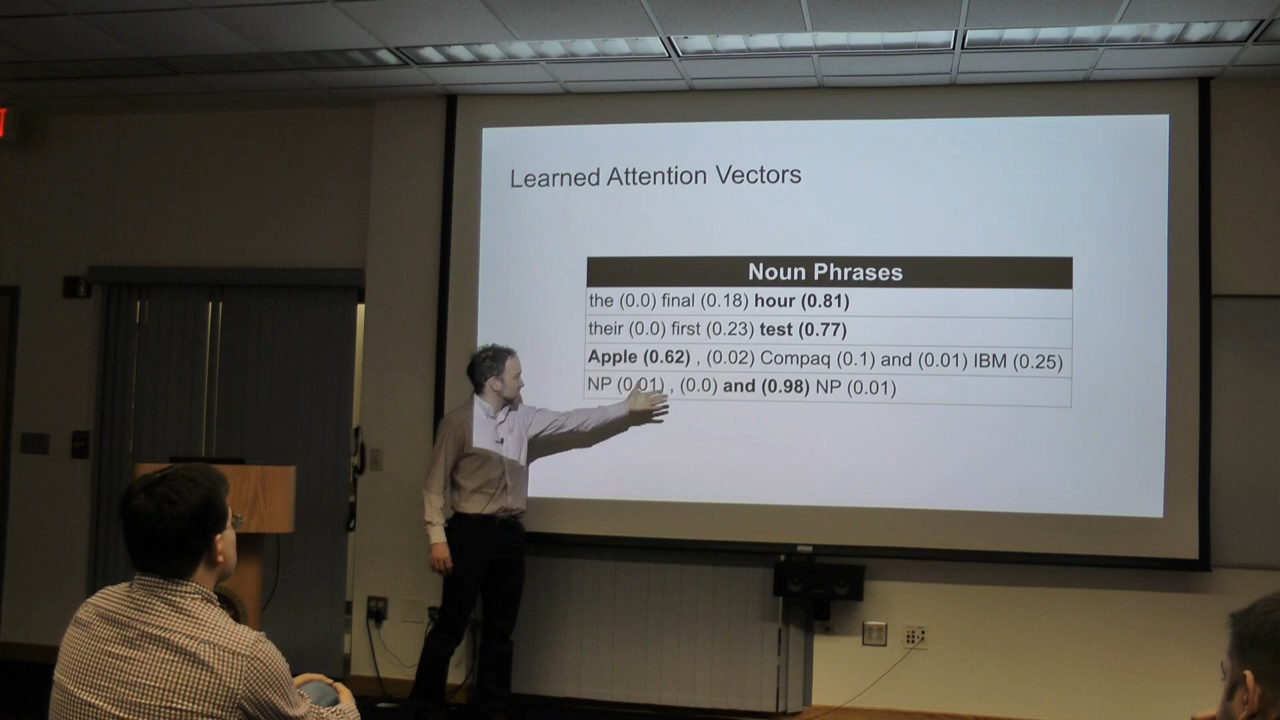 Learned Attention Vectors
Noun Phrases
the (0.0) final (0.18) hour (0.81)
their (0.0) first (0.23) test (0.77)
Apple (0.62) , (0.02) Compaq (0.1) and (0.01) IBM (0.25)
NP (0.01) , (0.0) and (0.98) NP (0.01)